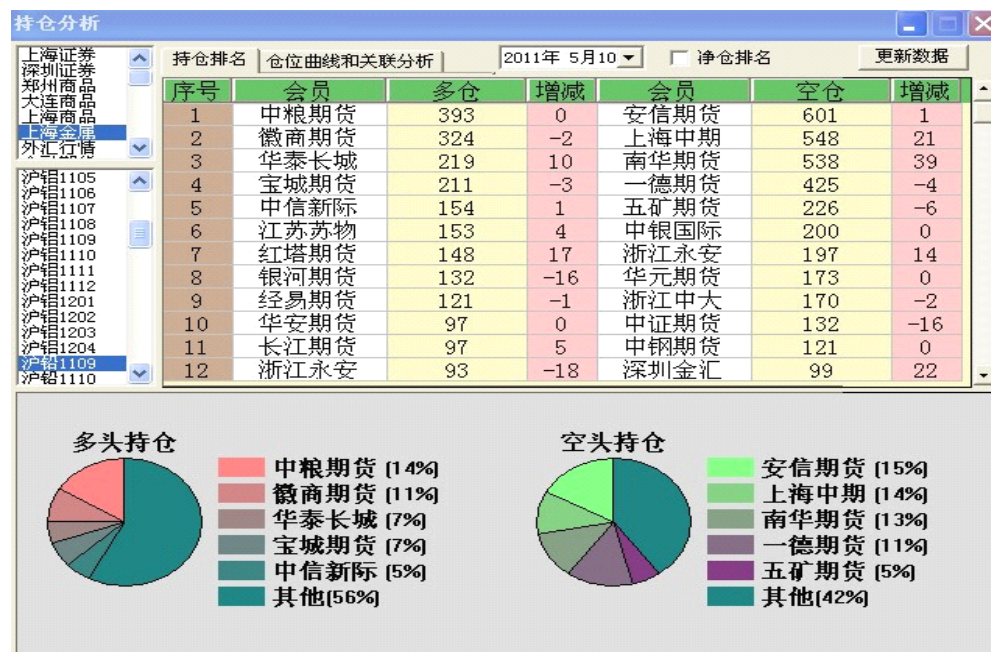 持仓分析
上海证券
深圳证券
郑州商品
大连商品
上海商品
上海金属
外汇行情
持仓排名 仓位曲线和关联分析 2011年 5月10 净仓排名 更新数据
序号 会员 多仓 增减 会员 空仓 增减
1 中粮期货 393 0 安信期货 601 1
2 徽商期货 324 -2 上海中期 548 21
3 华泰长城 219 10 南华期货 538 39
4 宝城期货 211 -3 一德期货 425 -4
5 中信新际 154 1 五矿期货 226 -6
6 江苏苏物 153 4 中银国际 200 0
7 红塔期货 148 17 浙江永安 197 14
8 银河期货 132 -16 华元期货 173 0
9 经易期货 121 -1 浙江中大 170 -2
10 华安期货 97 0 中证期货 132 -16
11 长江期货 97 5 中钢期货 121 0
12 浙江永安 93 -18 深圳金汇 99 22
沪铝1105
沪铝1106
沪铝1107
沪铝1108
沪铝1109
沪铝1110
沪铝1111
沪铝1112
沪铝1201
沪铝1202
沪铝1203
沪铝1204
沪铅1109
沪铅1110
多头持仓
中粮期货 (14%)
徽商期货 (11%)
华泰长城 (7%)
宝城期货 (7%)
中信新际 (5%)
其他(56%)
空头持仓
安信期货 (15%)
上海中期 (14%)
南华期货 (13%)
一德期货 (11%)
五矿期货 (5%)
其他(42%)